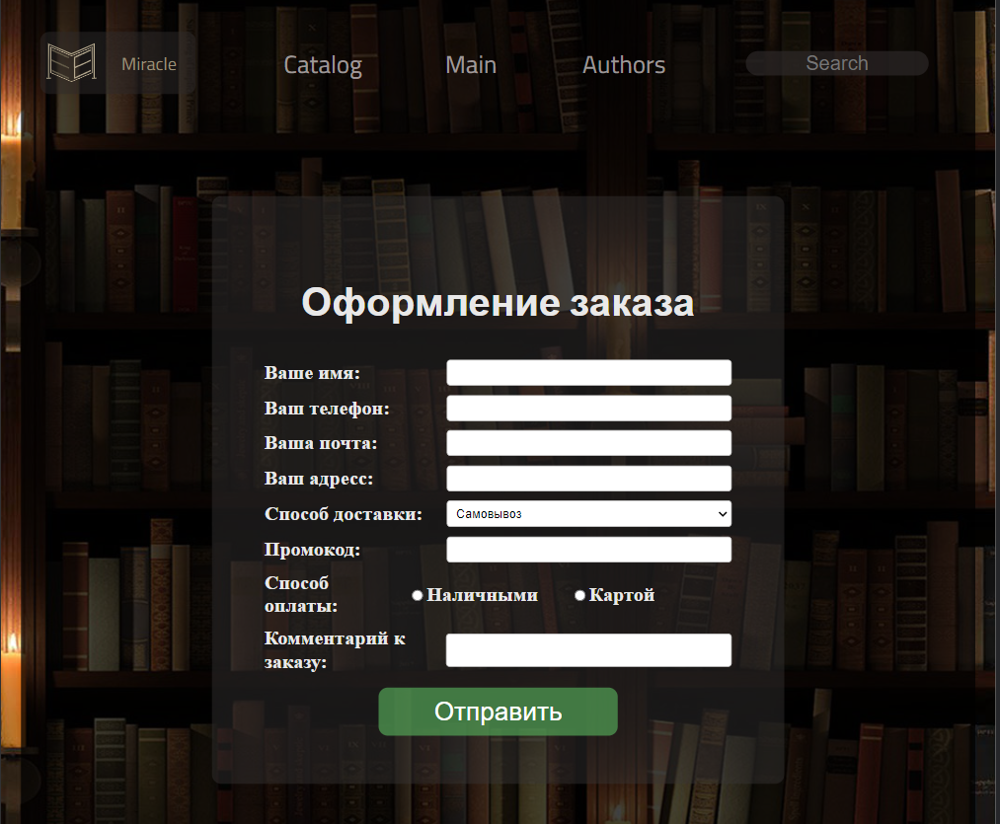 Miracle
Catalog
Main
Authors
Search
Оформление заказа
Ваше имя:
Ваш телефон:
Ваша почта:
Ваш адресс:
Способ доставки:
Самовывоз
Промокод:
Способ
оплаты:
Наличными
Картой
Комментарий к
заказу:
Отправить